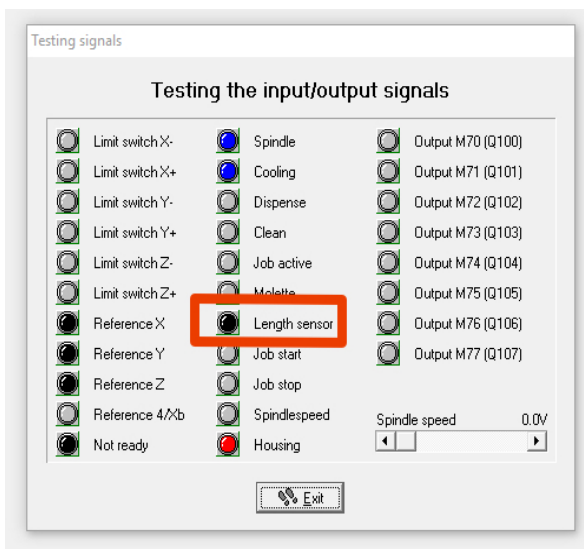 Testing signals
Testing the input/output signals
Limit switch X-
Limit switch X+
Limit switch Y-
Limit switch Y+
Limit switch Z-
Limit switch Z+
Reference X
Reference Y
Reference Z
Reference 4/Xb
Not ready
Spindle
Cooling
Dispense
Clean
Job active
Molette
Length sensor
Job start
Job stop
Spindlespeed
Housing
Output M70 (Q100)
Output M71 (Q101)
Output M72 (Q102)
Output M73 (Q103)
Output M74 (Q104)
Output M75 (Q105)
Output M76 (Q106)
Output M77 (Q107)
Spindle speed 0.0V
Exit